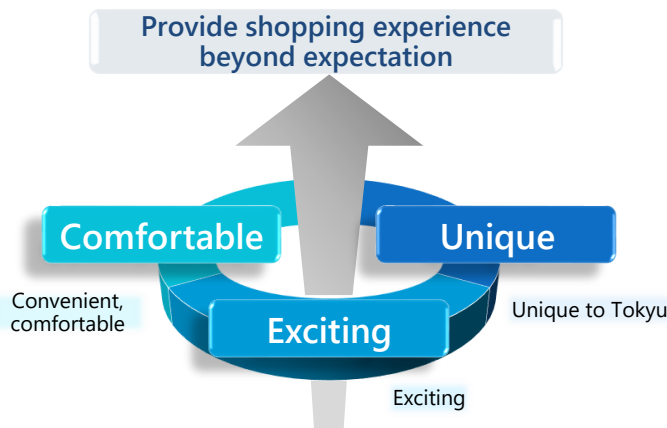 Provide shopping experience
beyond expectation
Comfortable
Unique
Convenient,
comfortable
Unique to Tokyu
Exciting
Exciting